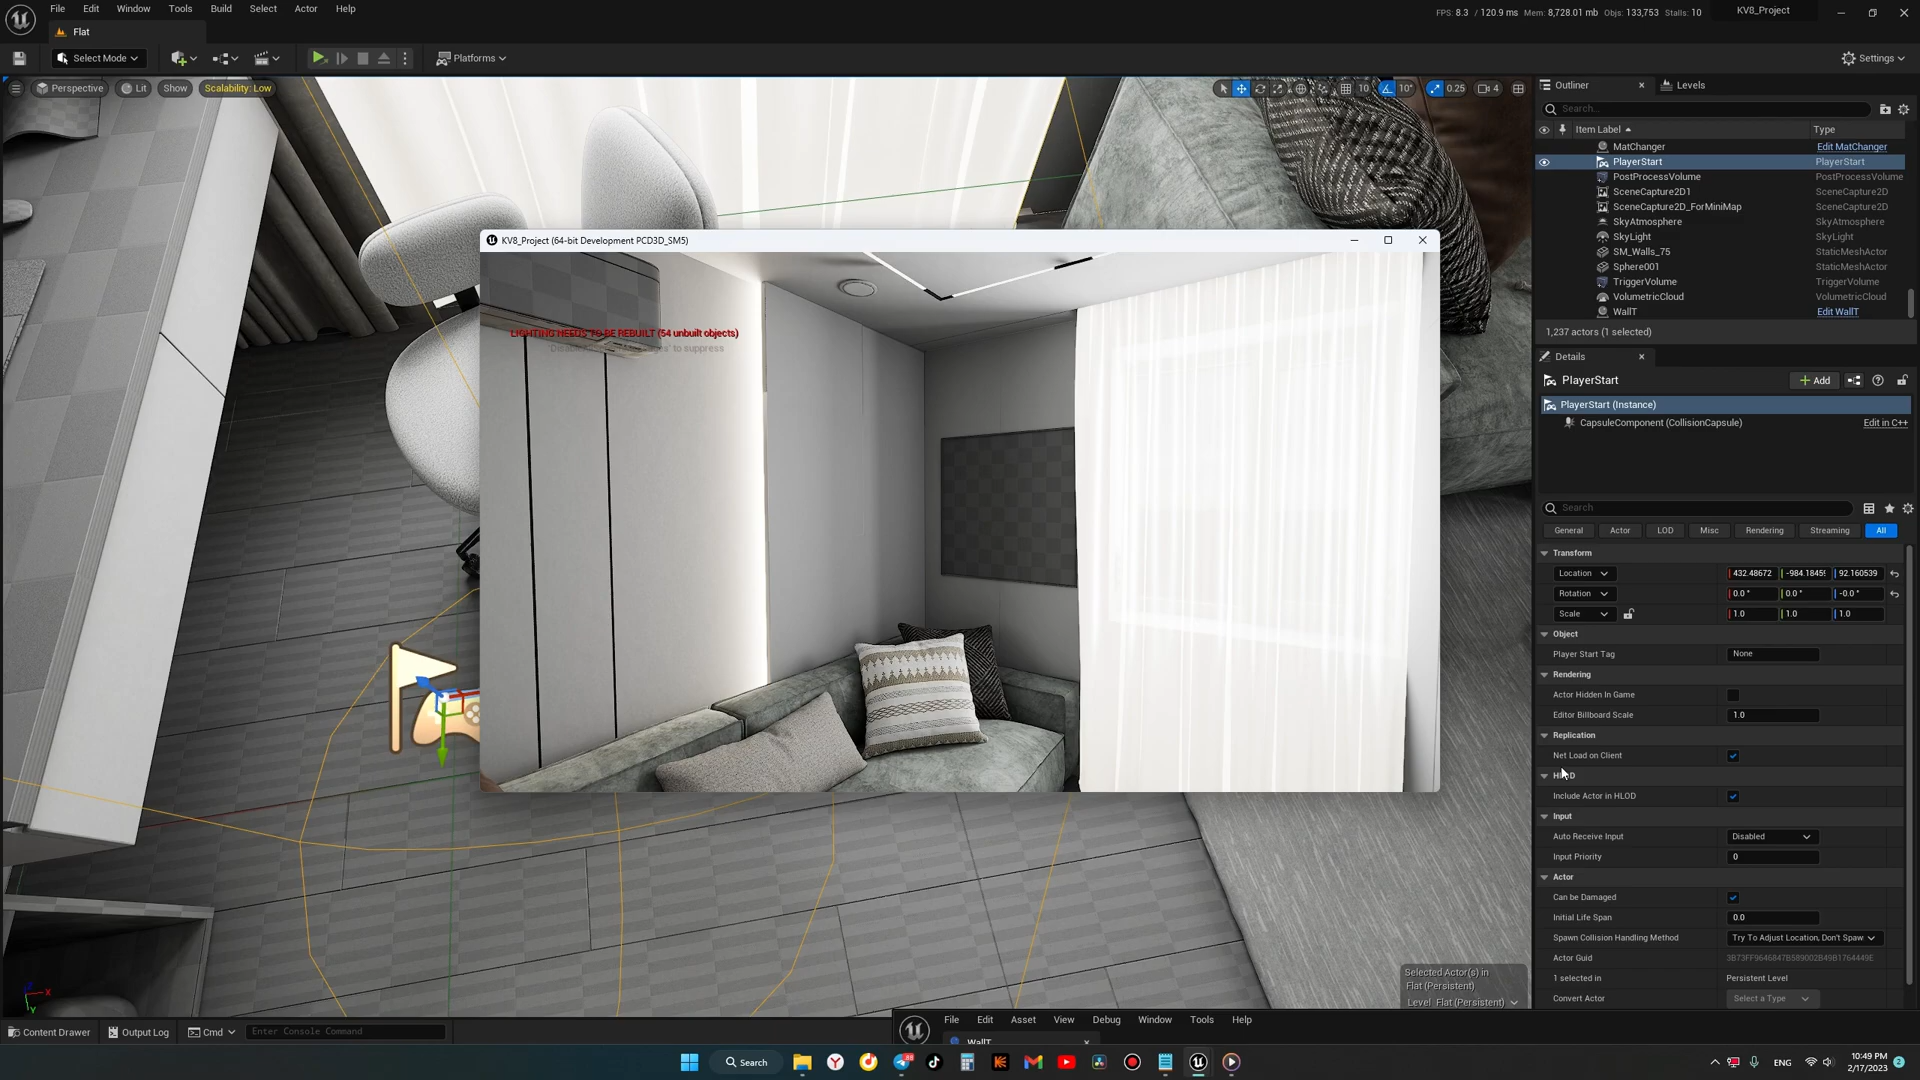 File Edit Window Tools Build Select Actor Help
FPS: 8.3 / 120.9 ms Mem: 8,728.01 mb Objs: 133,753 Stalls: 10
KV8_Project
Flat
Select Mode
Platforms
Settings
Perspective Lit Show Scalability: Low
10 10° 0.25 4
Outliner Levels
Search...
Item Label Type
MatChanger Edit MatChanger
PlayerStart PlayerStart
PostProcessVolume PostProcessVolume
SceneCapture2D1 SceneCapture2D
SceneCapture2D_ForMiniMap SceneCapture2D
SkyAtmosphere SkyAtmosphere
SkyLight SkyLight
SM_Walls_75 StaticMeshActor
Sphere001 StaticMeshActor
TriggerVolume TriggerVolume
VolumetricCloud VolumetricCloud
WallT Edit WallT
1,237 actors (1 selected)
KV8_Project (64-bit Development PCD3D_SM5)
LIGHTING NEEDS TO BE REBUILT (54 unbuilt objects)
to suppress
Details
PlayerStart
Add
PlayerStart (Instance)
CapsuleComponent (CollisionCapsule) Edit in C++
Search
General Actor LOD Misc Rendering Streaming All
Transform
Location 432.48672 -984.18459 92.160539
Rotation 0.0 ° 0.0 ° -0.0 °
Scale 1.0 1.0 1.0
Object
Player Start Tag None
Rendering
Actor Hidden In Game
Editor Billboard Scale 1.0
Replication
Net Load on Client
HLOD
Include Actor in HLOD
Input
Auto Receive Input Disabled
Input Priority 0
Actor
Can be Damaged
Initial Life Span 0.0
Spawn Collision Handling Method Try To Adjust Location, Don't Spaw
Actor Guid 3B73FF9646847B589002B49B1764449E
1 selected in Persistent Level
Convert Actor Select a Type
Selected Actor(s) in
Flat (Persistent)
Level Flat (Persistent)
Content Drawer Output Log Cmd Enter Console Command
File Edit Asset View Debug Window Tools Help
WallT
Search
88
ENG
10:49 PM
2/17/2023
2